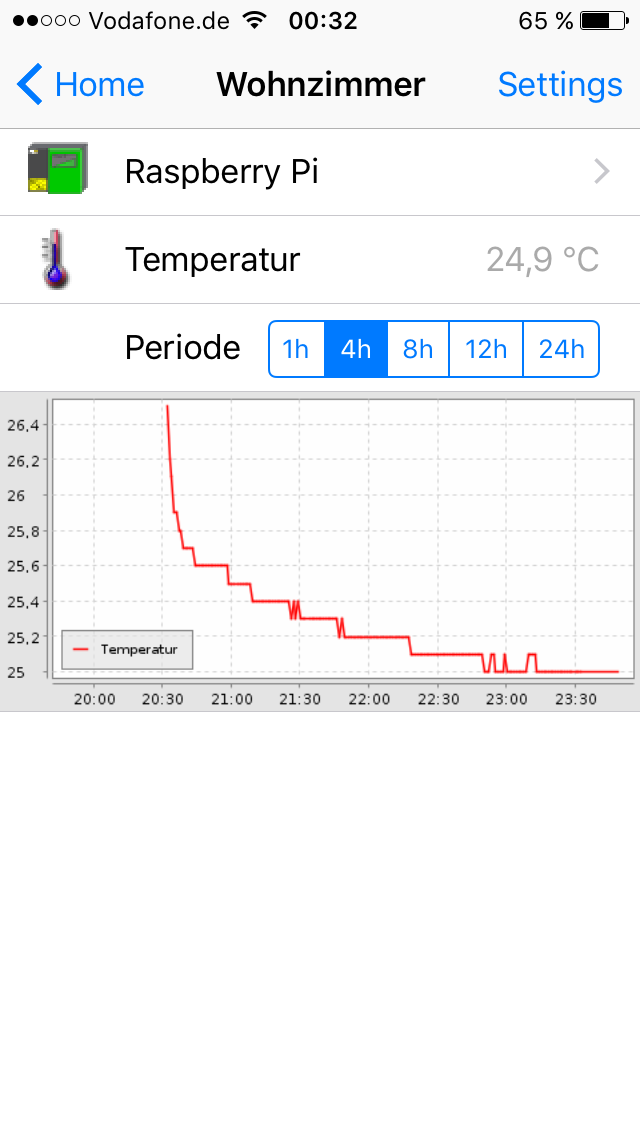 Vodafone.de 00:32 65 %
Home Wohnzimmer Settings
Raspberry Pi
Temperatur 24,9 °C
Periode 1h 4h 8h 12h 24h
26,4
26,2
26
25,8
25,6
25,4
25,2
25
Temperatur
20:00 20:30 21:00 21:30 22:00 22:30 23:00 23:30